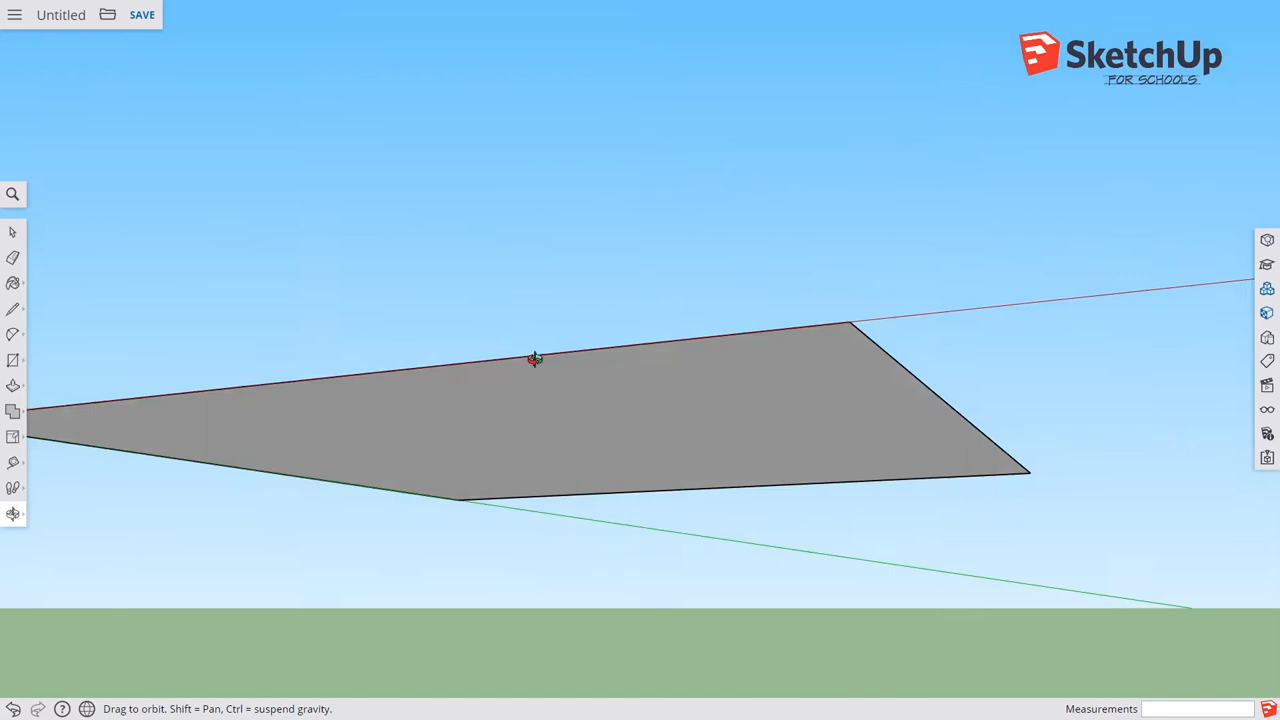 Untitled
SAVE
SketchUp
FOR SCHOOLS
Drag to orbit. Shift = Pan, Ctrl = suspend gravity.
Measurements